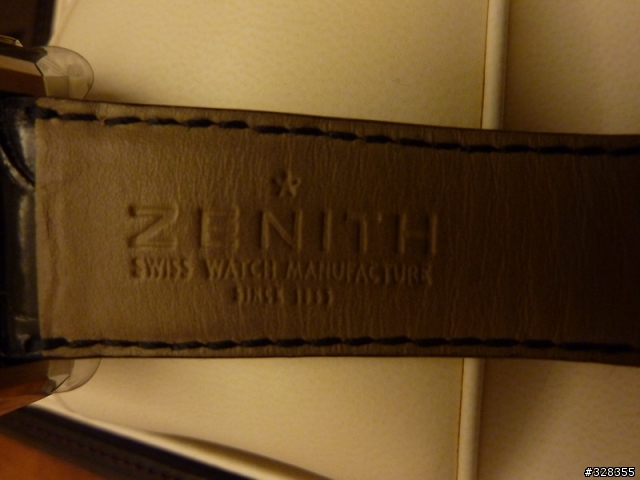 ZENITH
SWISS WATCH MANUFACTURE
SINCE 1865
#328355